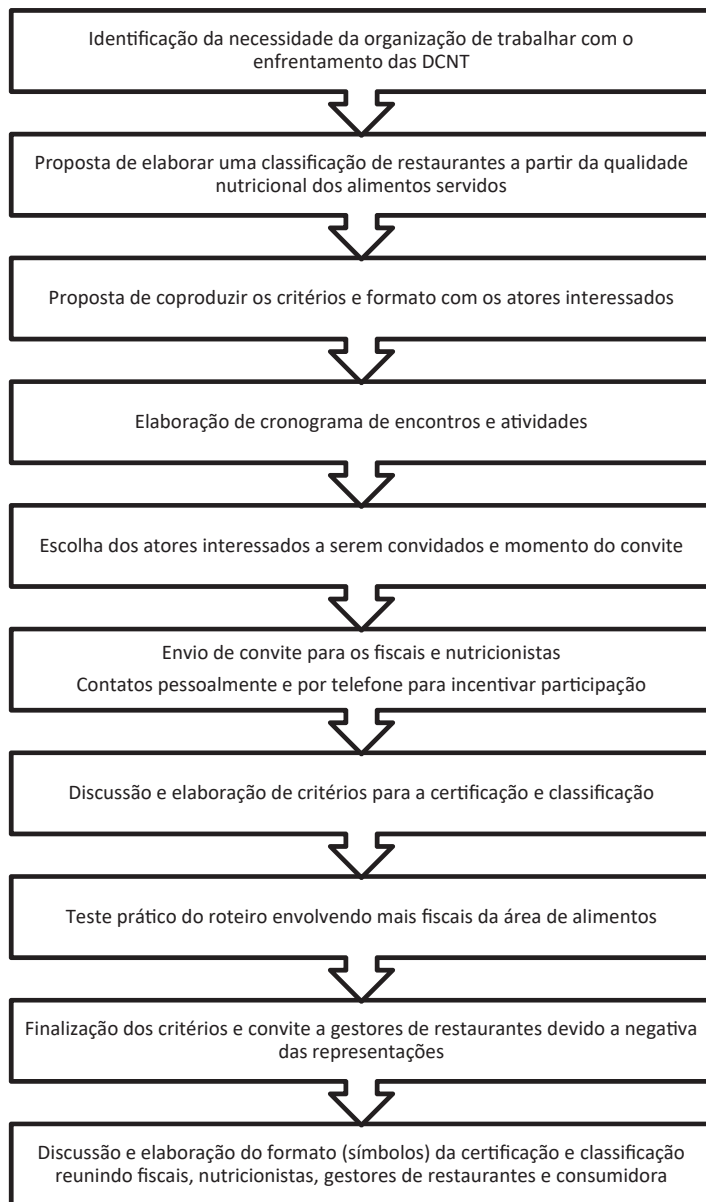 Identificação da necessidade da organização de trabalhar com o
enfrentamento das DCNT
Proposta de elaborar uma classificação de restaurantes a partir da qualidade
nutricional dos alimentos servidos
Proposta de coproduzir os critérios e formato com os atores interessados
Elaboração de cronograma de encontros e atividades
Escolha dos atores interessados a serem convidados e momento do convite
Envio de convite para os fiscais e nutricionistas
Contatos pessoalmente e por telefone para incentivar participação
Discussão e elaboração de critérios para a certificação e classificação
Teste prático do roteiro envolvendo mais fiscais da área de alimentos
Finalização dos critérios e convite a gestores de restaurantes devido a negativa
das representações
Discussão e elaboração do formato (símbolos) da certificação e classificação
reunindo fiscais, nutricionistas, gestores de restaurantes e consumidora